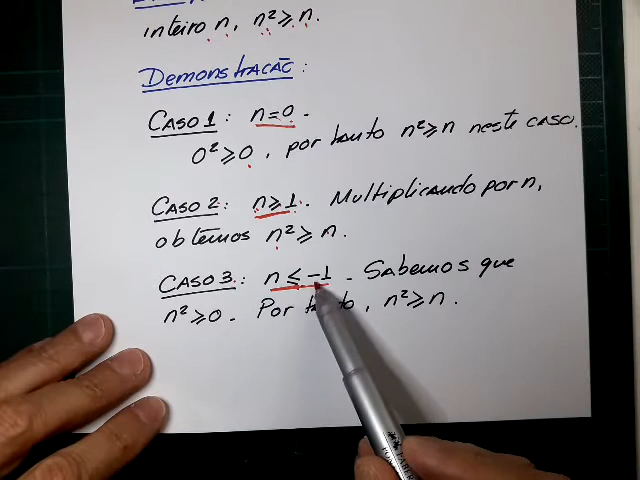 inteiro n, n² ≥ n.
Demonstração:
CASO 1: n=0.
0² ≥ 0, por tanto n² ≥ n neste caso.
CASO 2: n ≥ 1. Multiplicando por n,
obtemos n² ≥ n.
CASO 3: n ≤ -1. Sabemos que
n² ≥ 0. Por tanto, n² ≥ n.